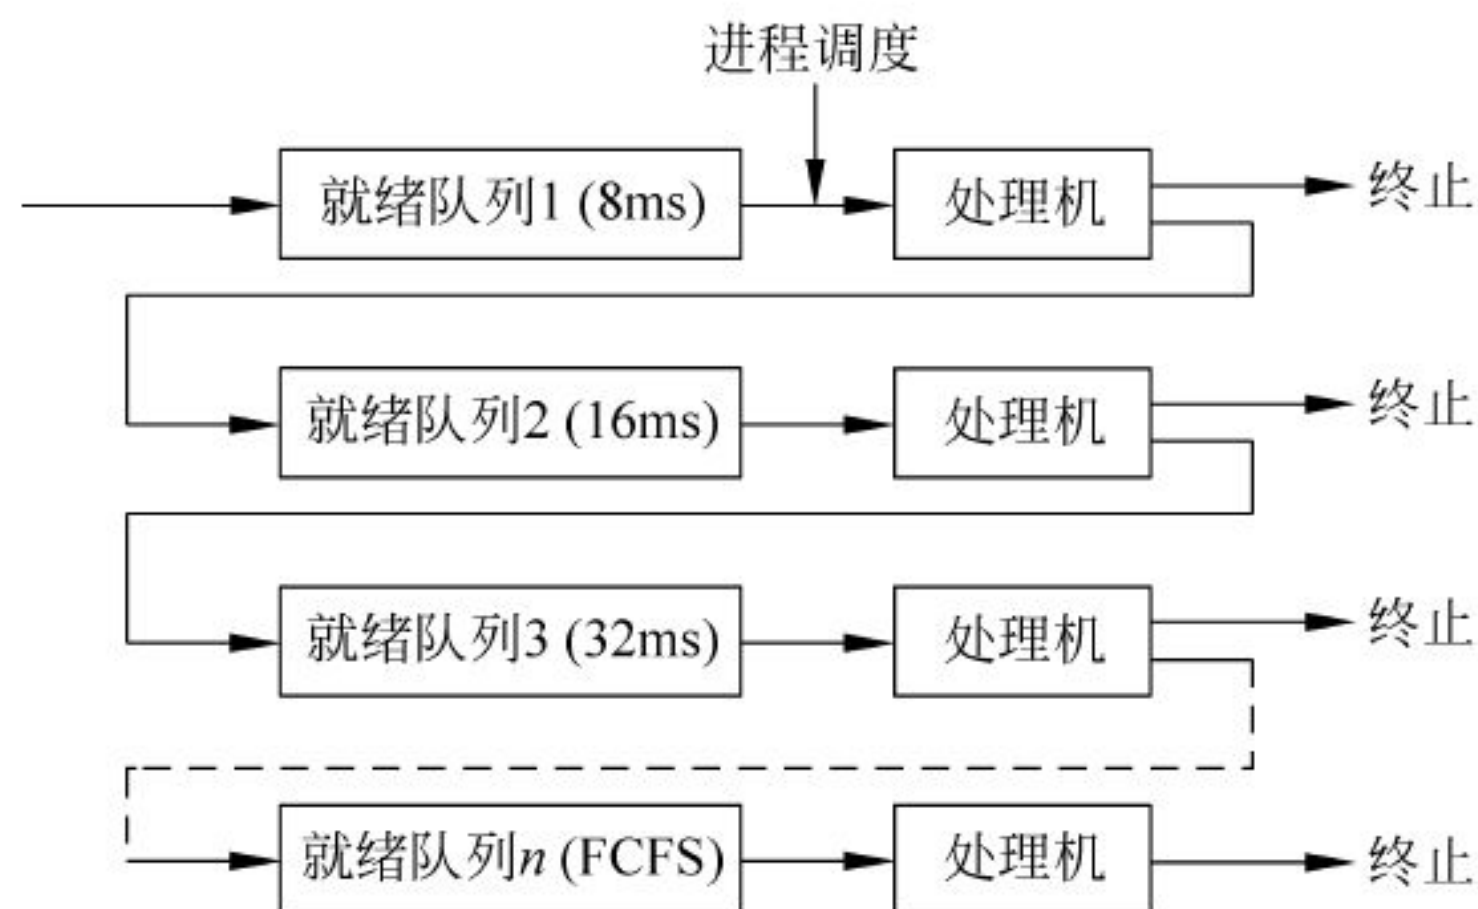 进程调度
就绪队列1 (8ms)
处理机
终止
就绪队列2 (16ms)
处理机
终止
就绪队列3 (32ms)
处理机
终止
就绪队列n (FCFS)
处理机
终止